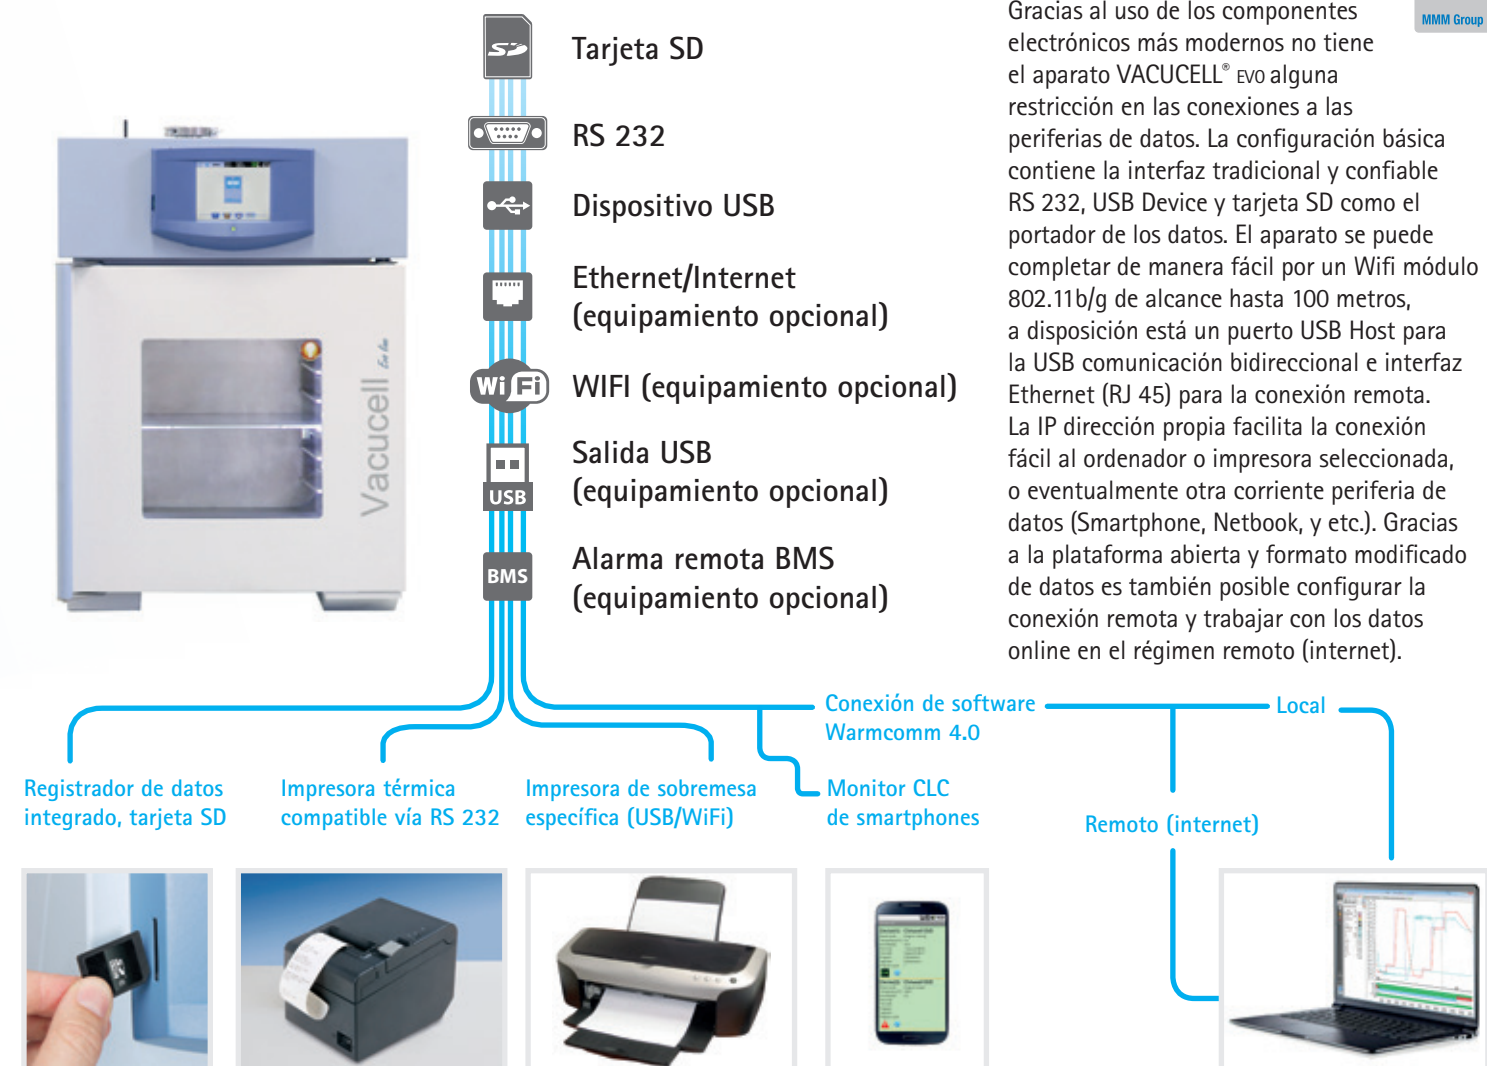 Tarjeta SD
RS 232
Dispositivo USB
Ethernet/Internet
(equipamiento opcional)
Wi Fi
WIFI (equipamiento opcional)
Salida USB
(equipamiento opcional)
USB
Alarma remota BMS
(equipamiento opcional)
BMS
Vacucell Evo line
Gracias al uso de los componentes
electrónicos más modernos no tiene
el aparato VACUCELL® EVO alguna
restricción en las conexiones a las
periferias de datos. La configuración básica
contiene la interfaz tradicional y confiable
RS 232, USB Device y tarjeta SD como el
portador de los datos. El aparato se puede
completar de manera fácil por un Wifi módulo
802.11b/g de alcance hasta 100 metros,
a disposición está un puerto USB Host para
la USB comunicación bidireccional e interfaz
Ethernet (RJ 45) para la conexión remota.
La IP dirección propia facilita la conexión
fácil al ordenador o impresora seleccionada,
o eventualmente otra corriente periferia de
datos (Smartphone, Netbook, y etc.). Gracias
a la plataforma abierta y formato modificado
de datos es también posible configurar la
conexión remota y trabajar con los datos
online en el régimen remoto (internet).
MMM Group
Conexión de software
Warmcomm 4.0
Local
Registrador de datos
integrado, tarjeta SD
Impresora térmica
compatible vía RS 232
Impresora de sobremesa
específica (USB/WiFi)
Monitor CLC
de smartphones
Remoto (internet)